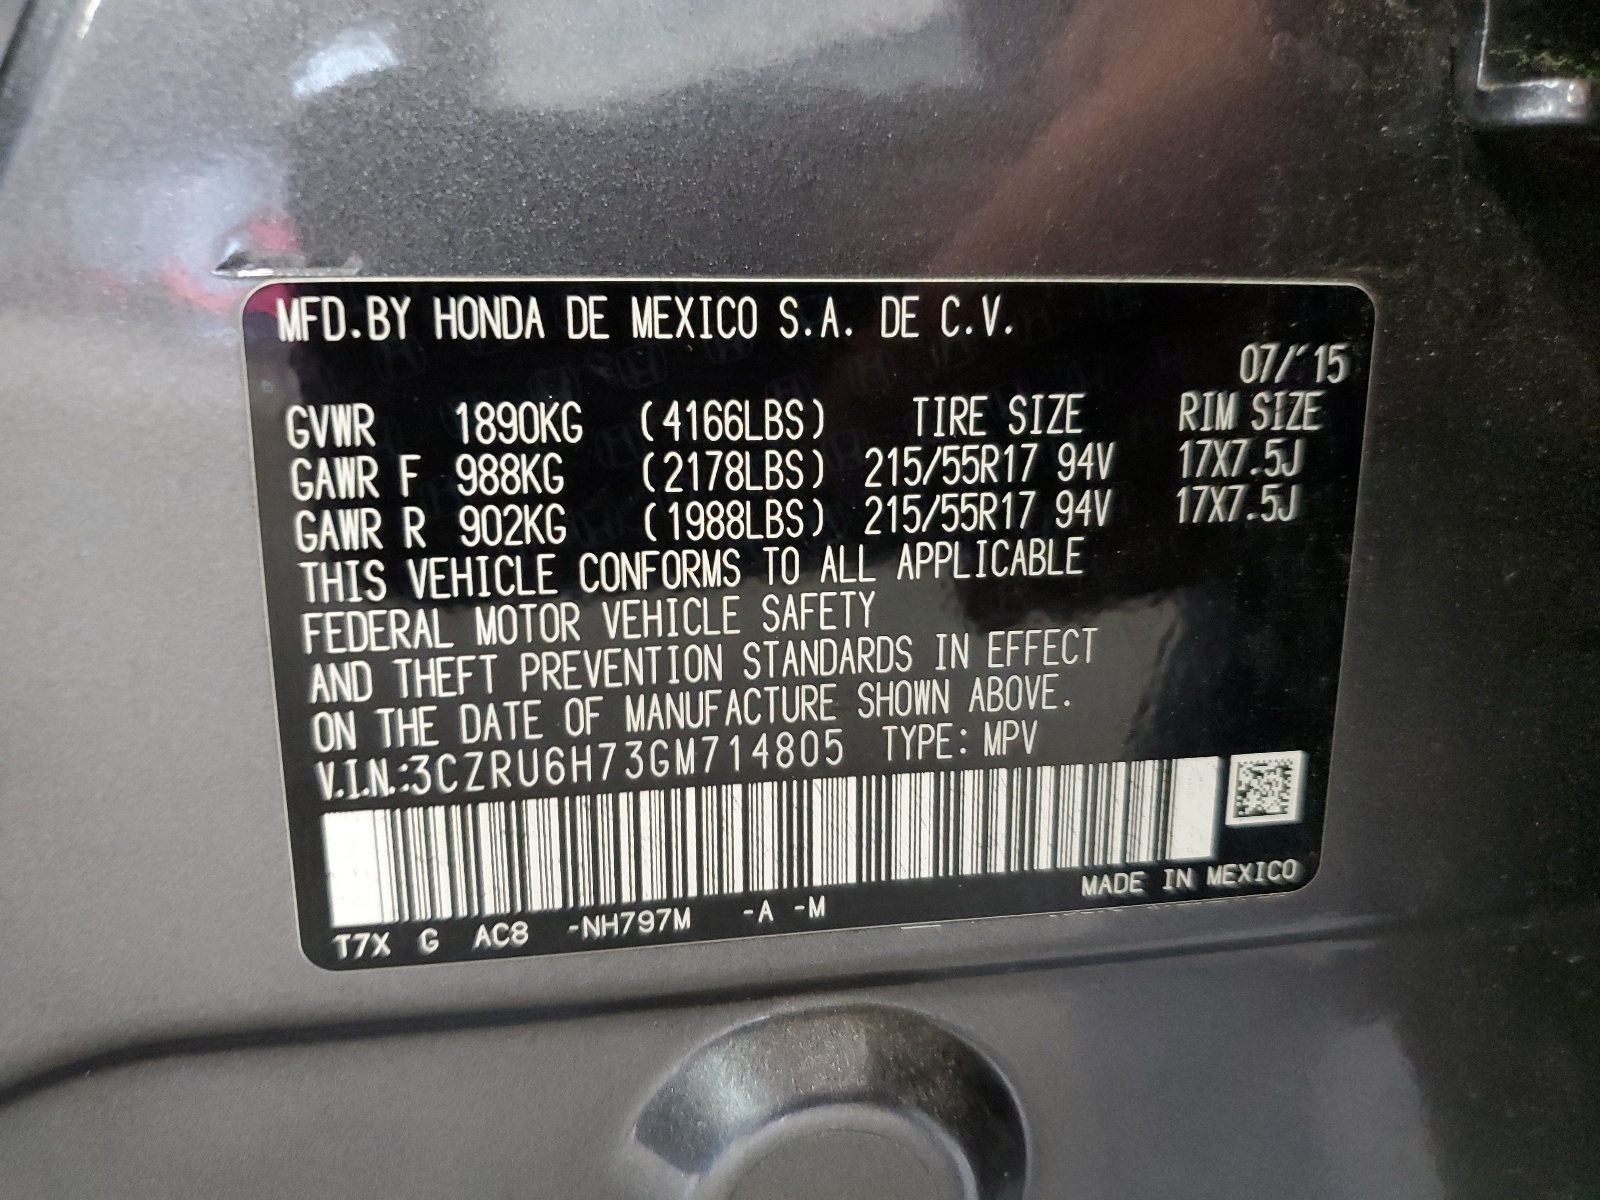 MFD.BY HONDA DE MEXICO S.A. DE C.V.
07/'15
GVWR 1890KG (4166LBS) TIRE SIZE RIM SIZE
GAWR F 988KG (2178LBS) 215/55R17 94V 17X7.5J
GAWR R 902KG (1988LBS) 215/55R17 94V 17X7.5J
THIS VEHICLE CONFORMS TO ALL APPLICABLE
FEDERAL MOTOR VEHICLE SAFETY
AND THEFT PREVENTION STANDARDS IN EFFECT
ON THE DATE OF MANUFACTURE SHOWN ABOVE.
V.I.N.:3CZRU6H73GM714805 TYPE: MPV
MADE IN MEXICO
T7X G AC8 -NH797M -A -M